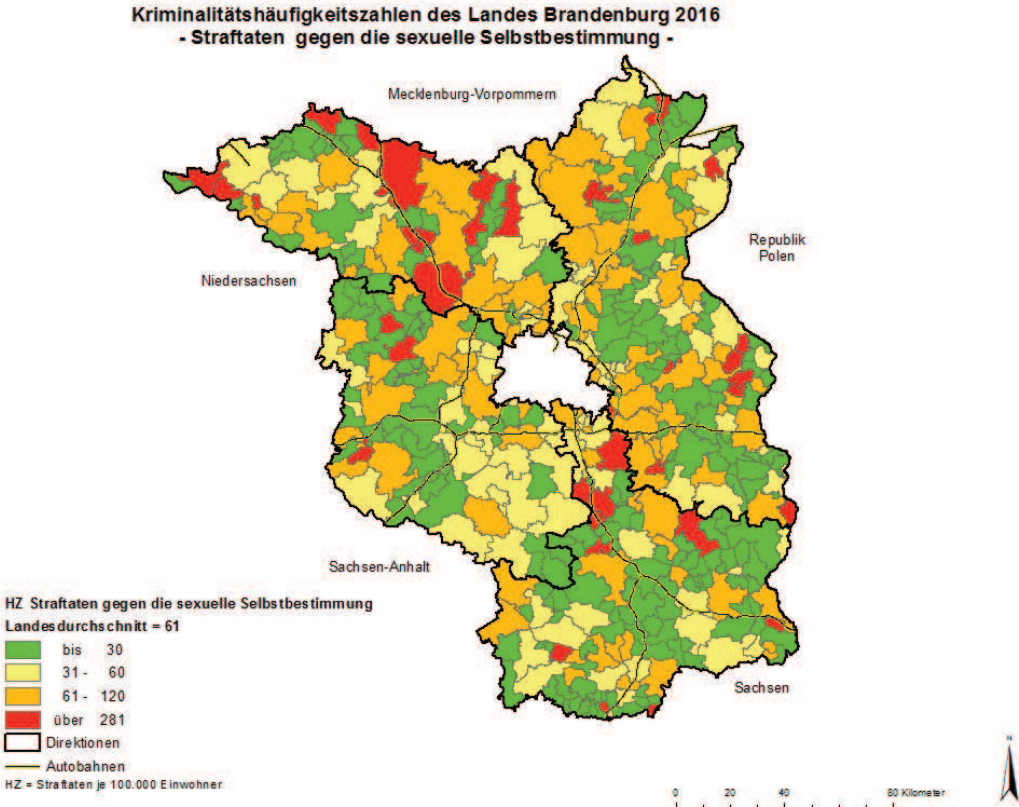 Kriminalitätshäufigkeitszahlen des Landes Brandenburg 2016
- Straftaten gegen die sexuelle Selbstbestimmung -
Mecklenburg-Vorpommern
Republik
Polen
Niedersachsen
Sachsen-Anhalt
Sachsen
HZ Straftaten gegen die sexuelle Selbstbestimmung
Landesdurchschnitt = 61
bis 30
31 - 60
61 - 120
über 281
Direktionen
Autobahnen
HZ = Straftaten je 100.000 Einwohner
N
0 20 40 80 Kilometer